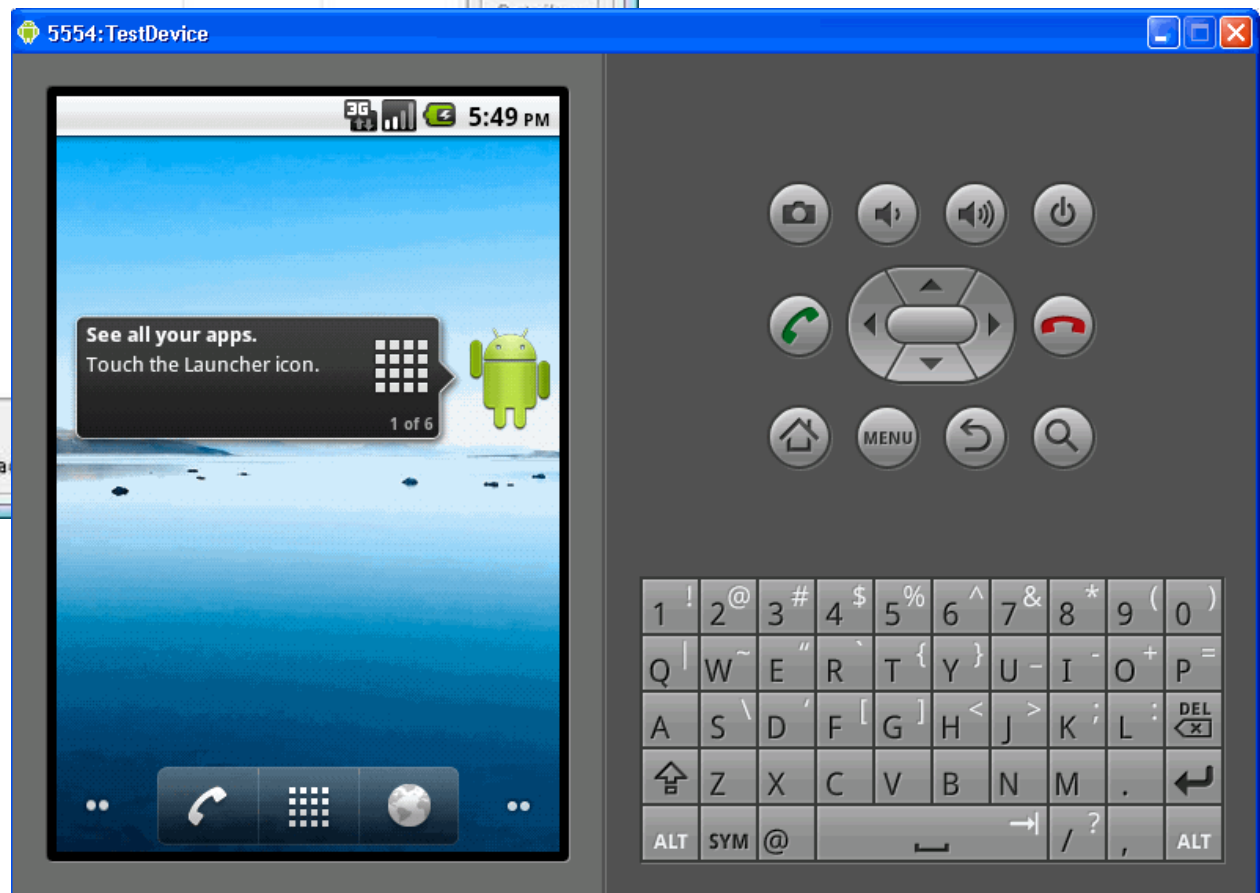 5554:TestDevice
3G 5:49 PM
See all your apps.
Touch the Launcher icon.
1 of 6
MENU
1 ! 2 @ 3 # 4 $ 5 % 6 ^ 7 & 8 * 9 ( 0 )
Q | W ~ E " R ` T { Y } U _ I - O + P =
A S \ D ' F [ G ] H < J > K ; L : DEL
Z X C V B N M .
ALT SYM @ / ? , ALT